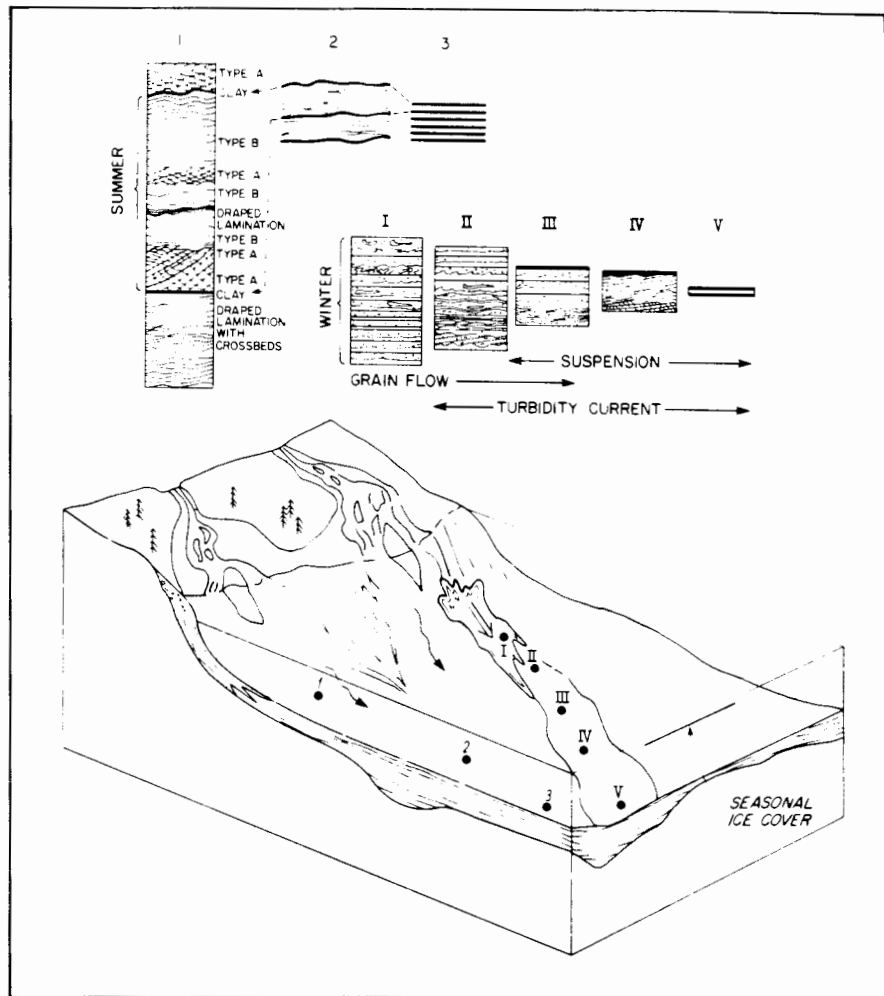 1 2 3
TYPE A
CLAY
TYPE B
TYPE A
TYPE B
DRAPED
LAMINATION
TYPE B
TYPE A
TYPE A
CLAY
DRAPED
LAMINATION
WITH
CROSSBEDS
SUMMER
I II III IV V
WINTER
SUSPENSION
GRAIN FLOW
TURBIDITY CURRENT
I
II
1
III
2
IV
3
V
SEASONAL
ICE COVER